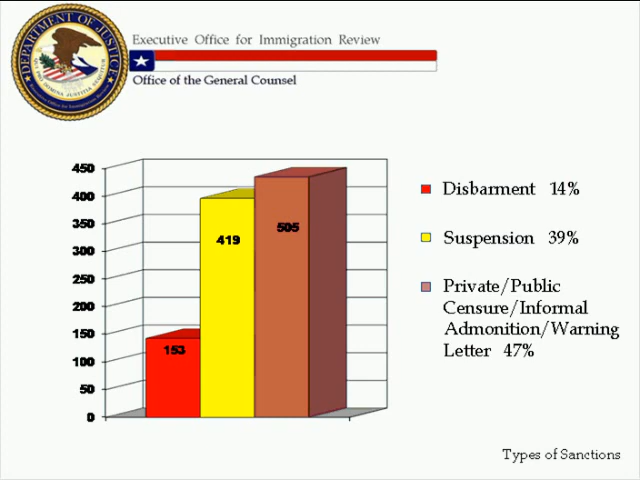 DEPARTMENT OF JUSTICE
Executive Office for Immigration Review
Office of the General Counsel
450
400
350
300
250
200
150
100
50
0
153
419
505
Disbarment 14%
Suspension 39%
Private/Public
Censure/Informal
Admonition/Warning
Letter 47%
Types of Sanctions